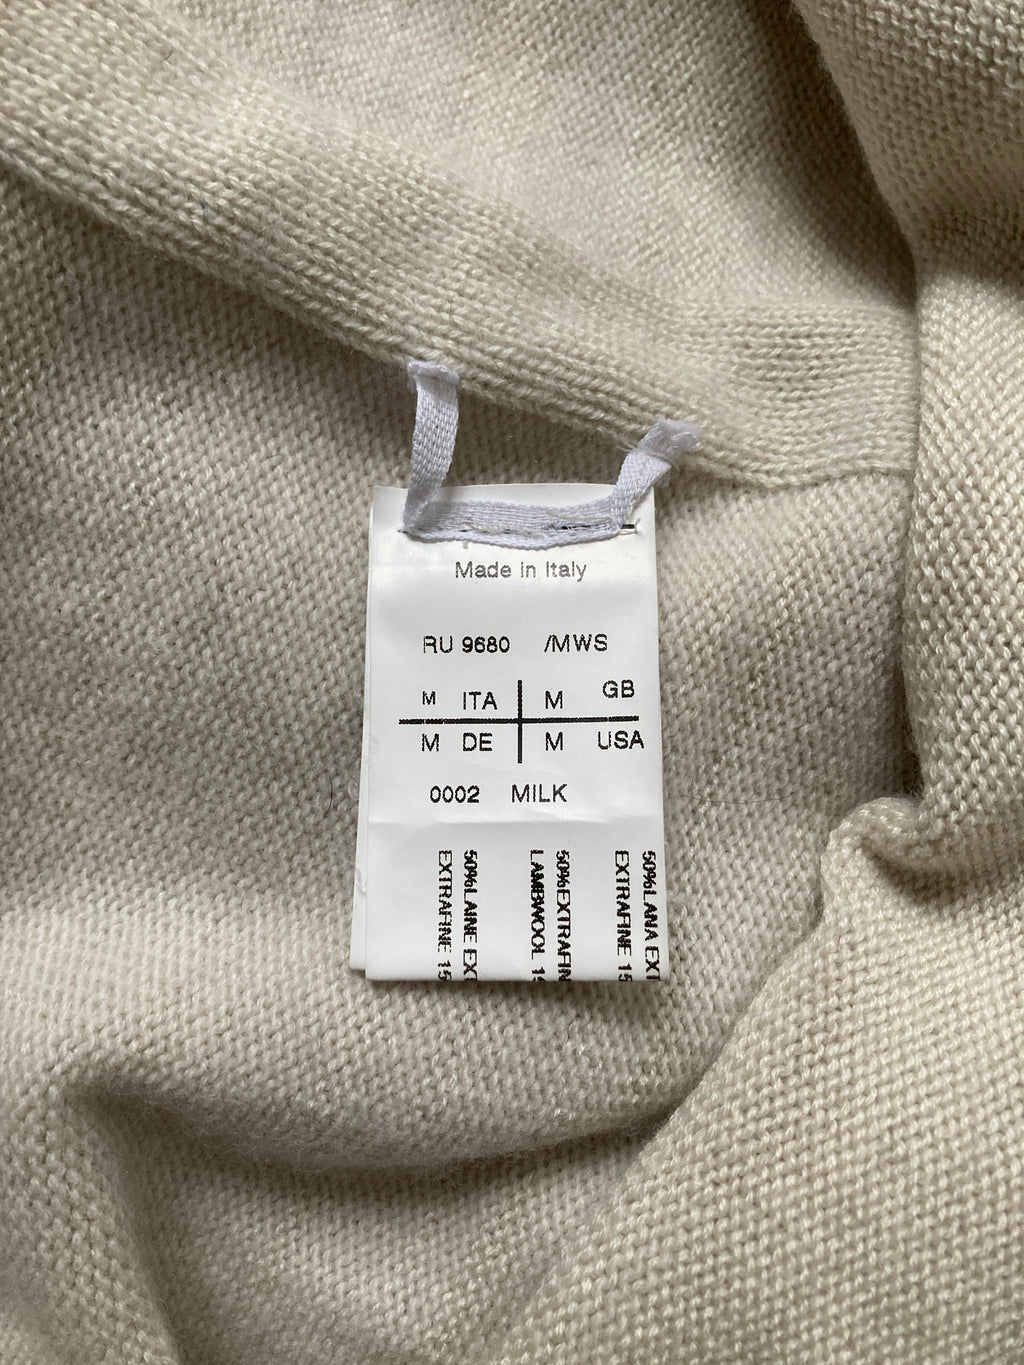 Made in Italy
RU 9680 /MWS
M ITA M GB
M DE M USA
0002 MILK
50%LANA EXT
EXTRAFINE 15
50%EXTRAFIN
LAMBWOOL 15
50%LAINE EXT
EXTRAFINE 15